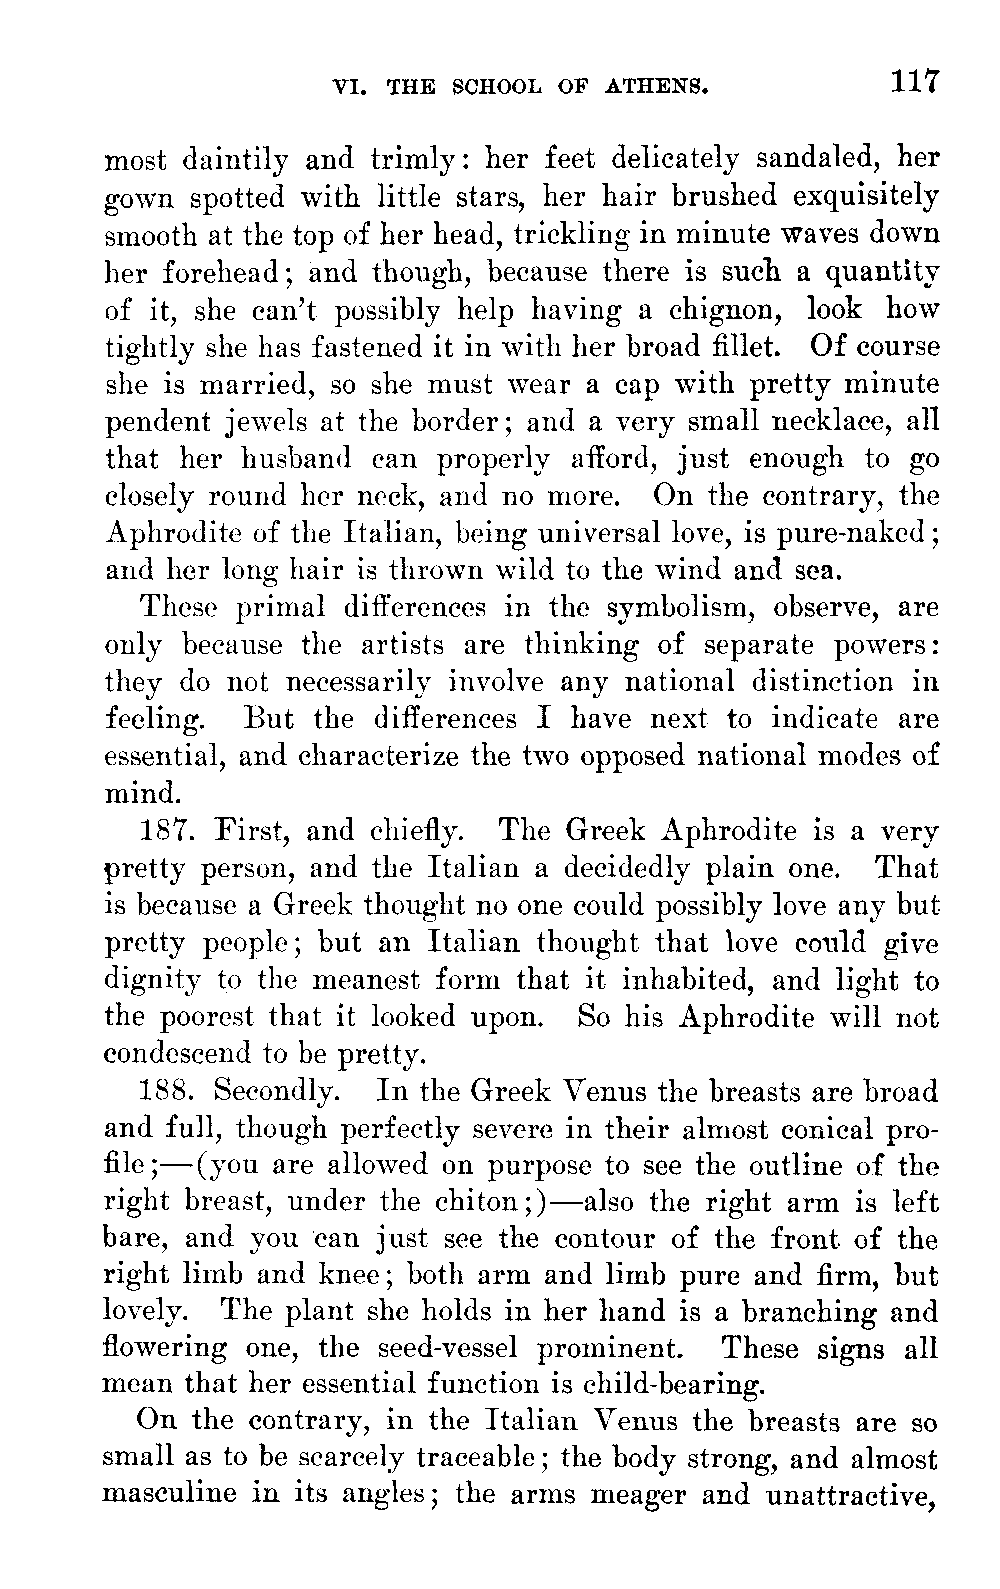 VI. THE SCHOOL OF ATHENS. 117
most daintily and trimly: her feet delicately sandaled, her
gown spotted with little stars, her hair brushed exquisitely
smooth at the top of her head, trickling in minute waves down
her forehead; and though, because there is such a quantity
of it, she can't possibly help having a chignon, look how
tightly she has fastened it in with her broad fillet. Of course
she is married, so she must wear a cap with pretty minute
pendent jewels at the border; and a very small necklace, all
that her husband can properly afford, just enough to go
closely round her neck, and no more. On the contrary, the
Aphrodite of the Italian, being universal love, is pure-naked;
and her long hair is thrown wild to the wind and sea.
These primal differences in the symbolism, observe, are
only because the artists are thinking of separate powers:
they do not necessarily involve any national distinction in
feeling. But the differences I have next to indicate are
essential, and characterize the two opposed national modes of
mind.
187. First, and chiefly. The Greek Aphrodite is a very
pretty person, and the Italian a decidedly plain one. That
is because a Greek thought no one could possibly love any but
pretty people; but an Italian thought that love could give
dignity to the meanest form that it inhabited, and light to
the poorest that it looked upon. So his Aphrodite will not
condescend to be pretty.
188. Secondly. In the Greek Venus the breasts are broad
and full, though perfectly severe in their almost conical pro-
file;—(you are allowed on purpose to see the outline of the
right breast, under the chiton;)—also the right arm is left
bare, and you can just see the contour of the front of the
right limb and knee; both arm and limb pure and firm, but
lovely. The plant she holds in her hand is a branching and
flowering one, the seed-vessel prominent. These signs all
mean that her essential function is child-bearing.
On the contrary, in the Italian Venus the breasts are so
small as to be scarcely traceable; the body strong, and almost
masculine in its angles; the arms meager and unattractive,